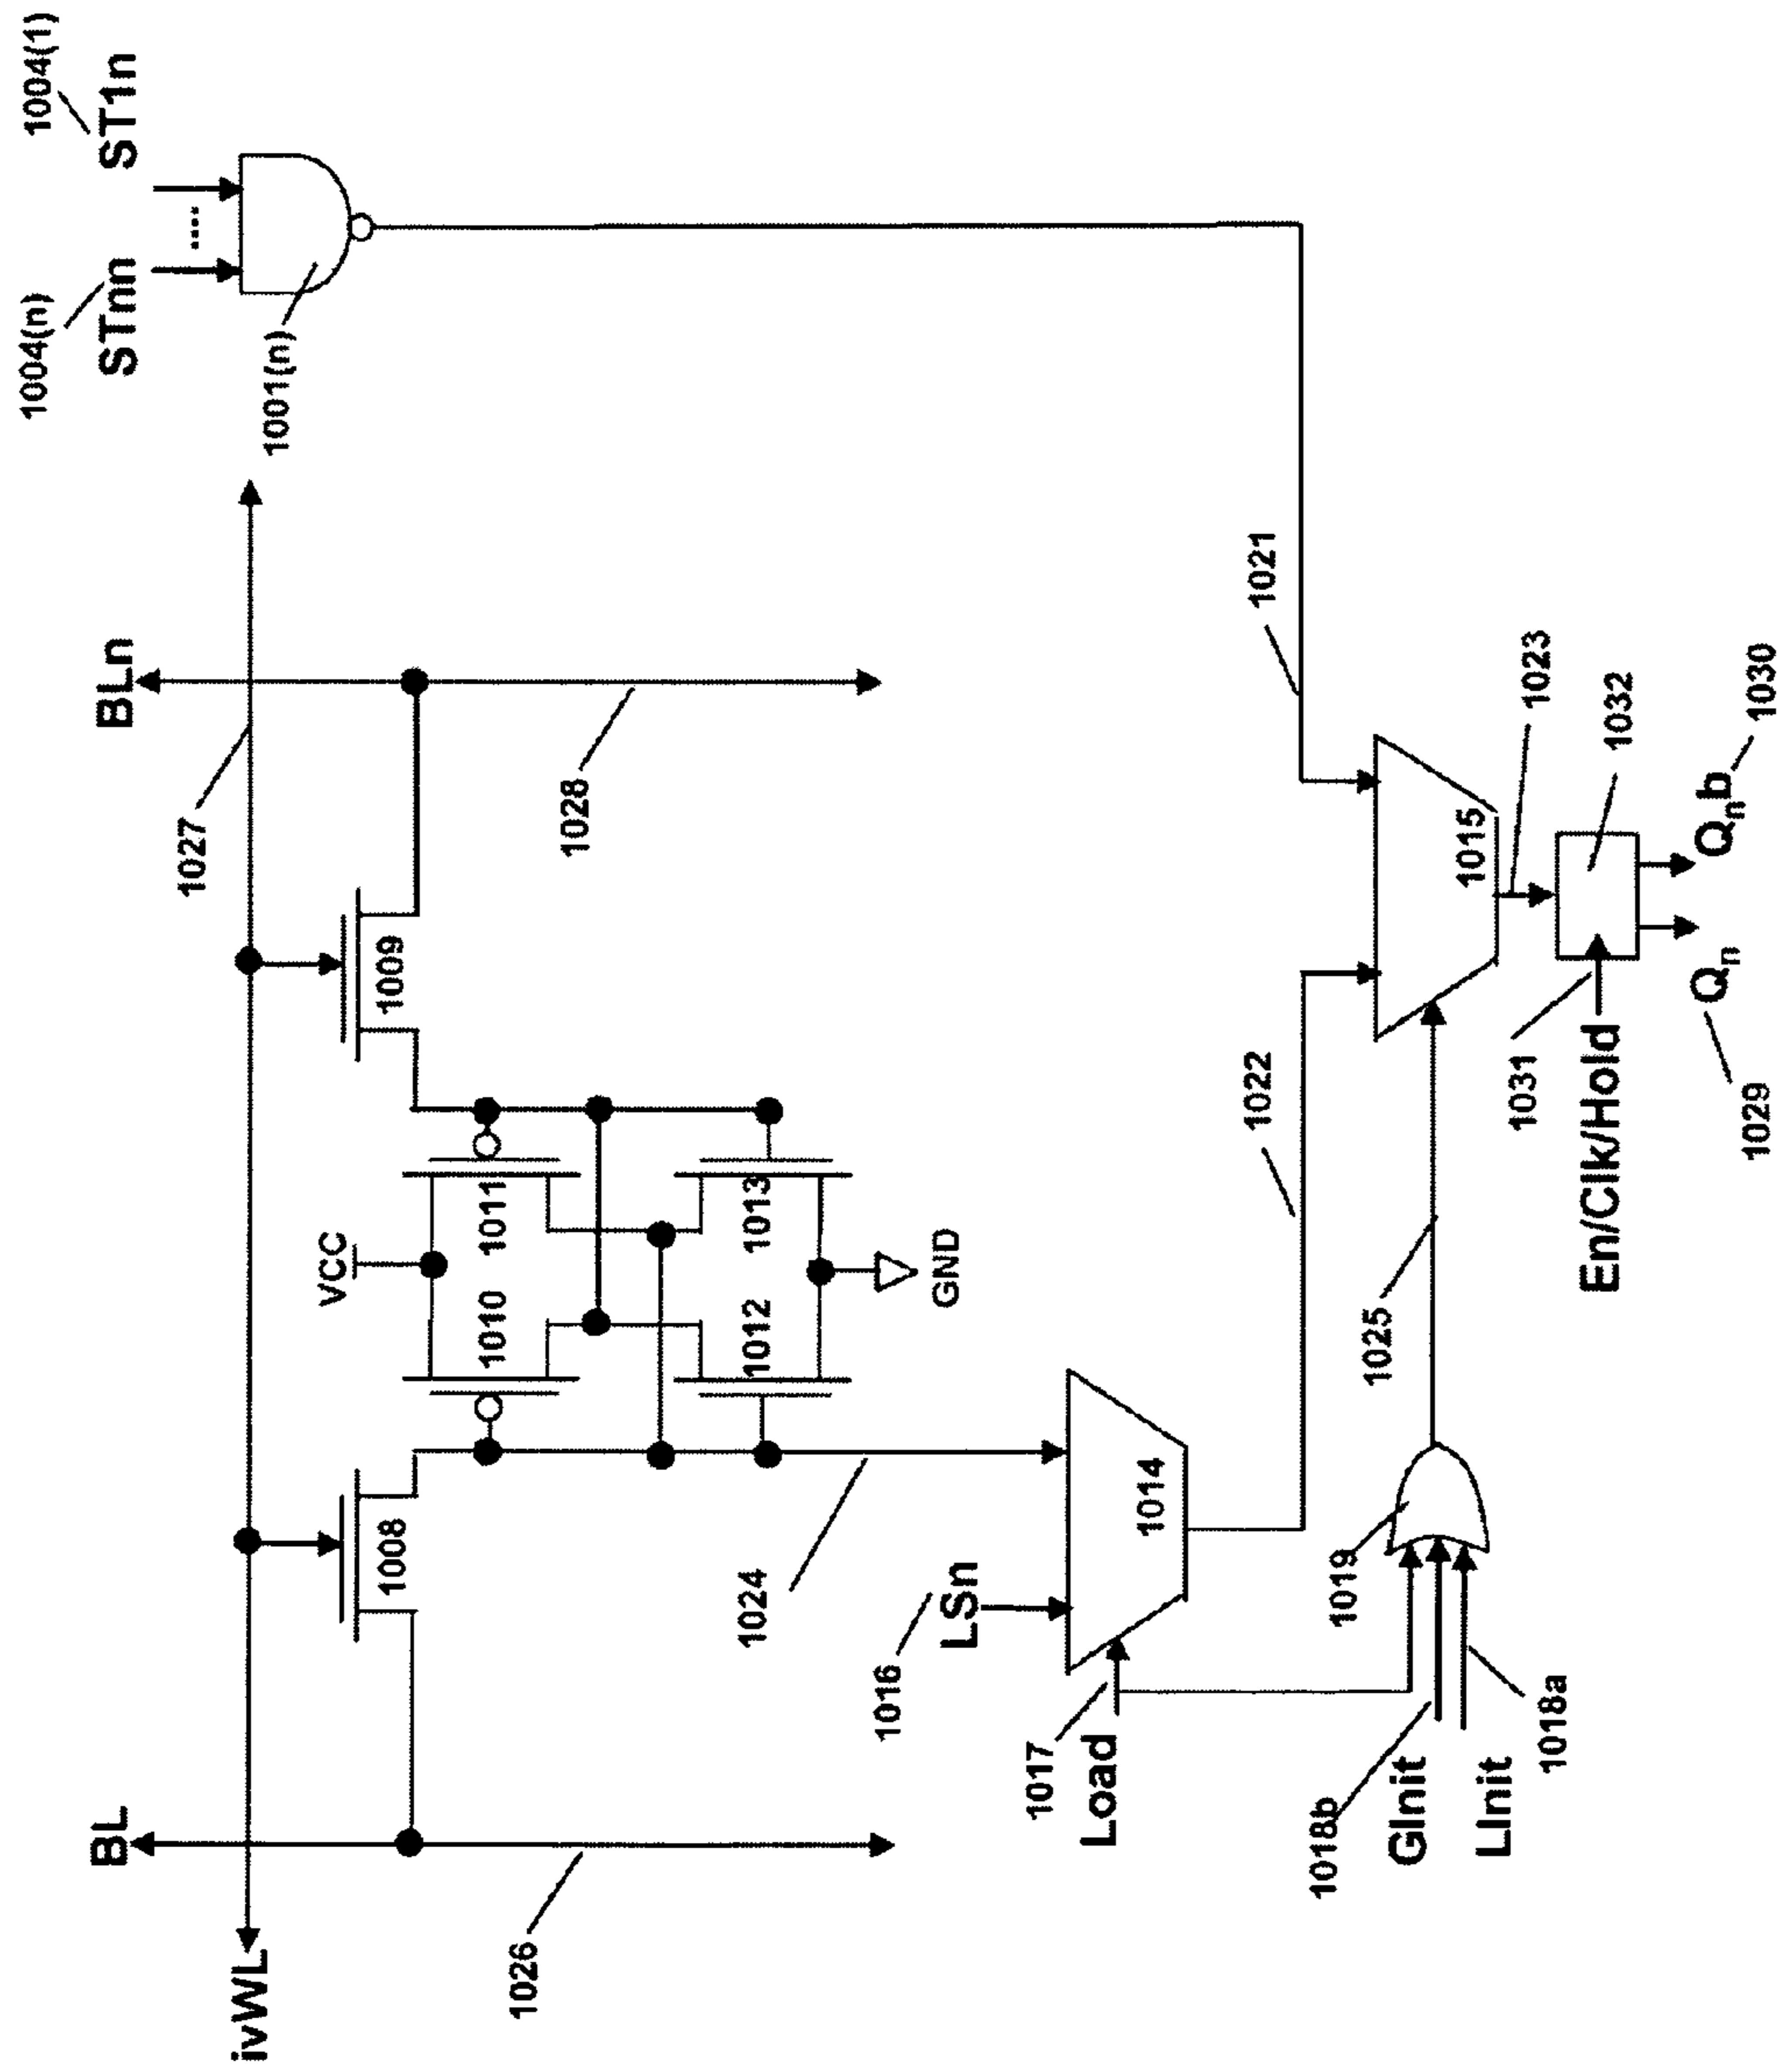 ivWL
BL
1026
1027
BLn
1028
1008
1009
VCC
1010
1011
1012
1013
GND
1024
1004(n)
STnn
1004(1)
ST1n
....
1001(n)
1016
LSn
1017
Load
1014
1022
1021
1015
1023
1018b
GInit
LInit
1018a
1019
1025
1031
En/Clk/Hold
1032
1029
Qn
Qnb
1030